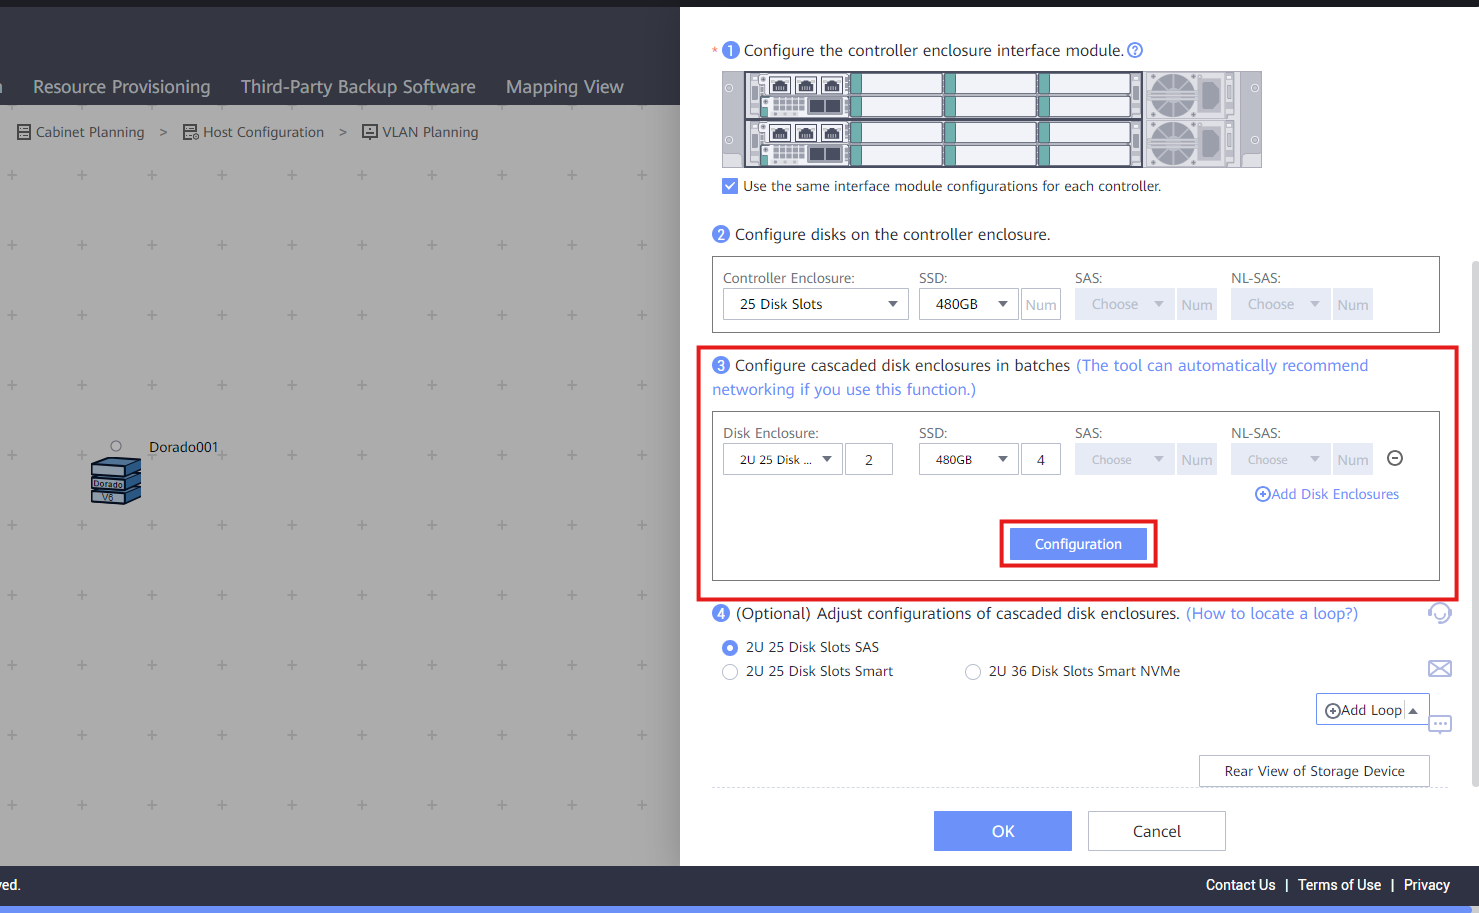 * 1 Configure the controller enclosure interface module. ?
Resource Provisioning Third-Party Backup Software Mapping View
Cabinet Planning > Host Configuration > VLAN Planning
Use the same interface module configurations for each controller.
2 Configure disks on the controller enclosure.
Controller Enclosure: SSD: SAS: NL-SAS:
25 Disk Slots 480GB Num Choose Num Choose Num
3 Configure cascaded disk enclosures in batches (The tool can automatically recommend
networking if you use this function.)
Disk Enclosure: SSD: SAS: NL-SAS:
2U 25 Disk ... 2 480GB 4 Choose Num Choose Num
Add Disk Enclosures
Configuration
Dorado001
Dorado
V6
4 (Optional) Adjust configurations of cascaded disk enclosures. (How to locate a loop?)
2U 25 Disk Slots SAS
2U 25 Disk Slots Smart 2U 36 Disk Slots Smart NVMe
Add Loop
Rear View of Storage Device
OK Cancel
ved.
Contact Us | Terms of Use | Privacy